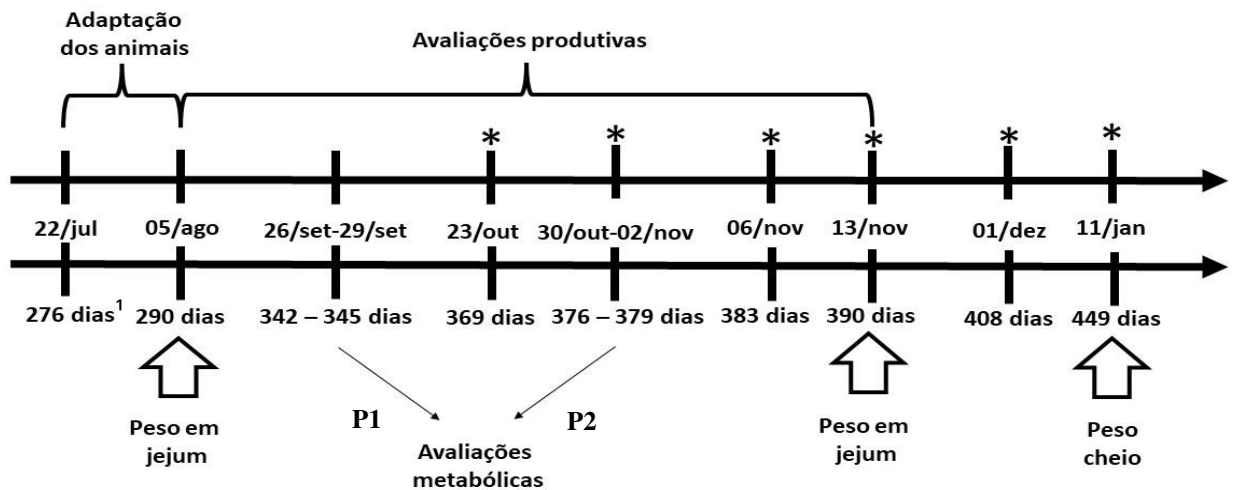 Adaptação
dos animais
Avaliações produtivas
* * * * * *
22/jul 05/ago 26/set-29/set 23/out 30/out-02/nov 06/nov 13/nov 01/dez 11/jan
276 dias¹ 290 dias 342 – 345 dias 369 dias 376 – 379 dias 383 dias 390 dias 408 dias 449 dias
P1 P2
Peso em
jejum
Avaliações
metabólicas
Peso em
jejum
Peso
cheio